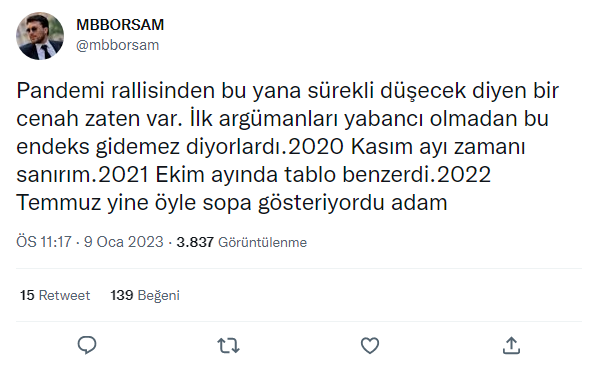 MBBORSAM
@mbborsam
Pandemi rallisinden bu yana sürekli düşecek diyen bir
cenah zaten var. İlk argümanları yabancı olmadan bu
endeks gidemez diyorlardı.2020 Kasım ayı zamanı
sanırım.2021 Ekim ayında tablo benzerdi.2022
Temmuz yine öyle sopa gösteriyordu adam
ÖS 11:17 · 9 Oca 2023 · 3.837 Görüntülenme
15 Retweet 139 Beğeni